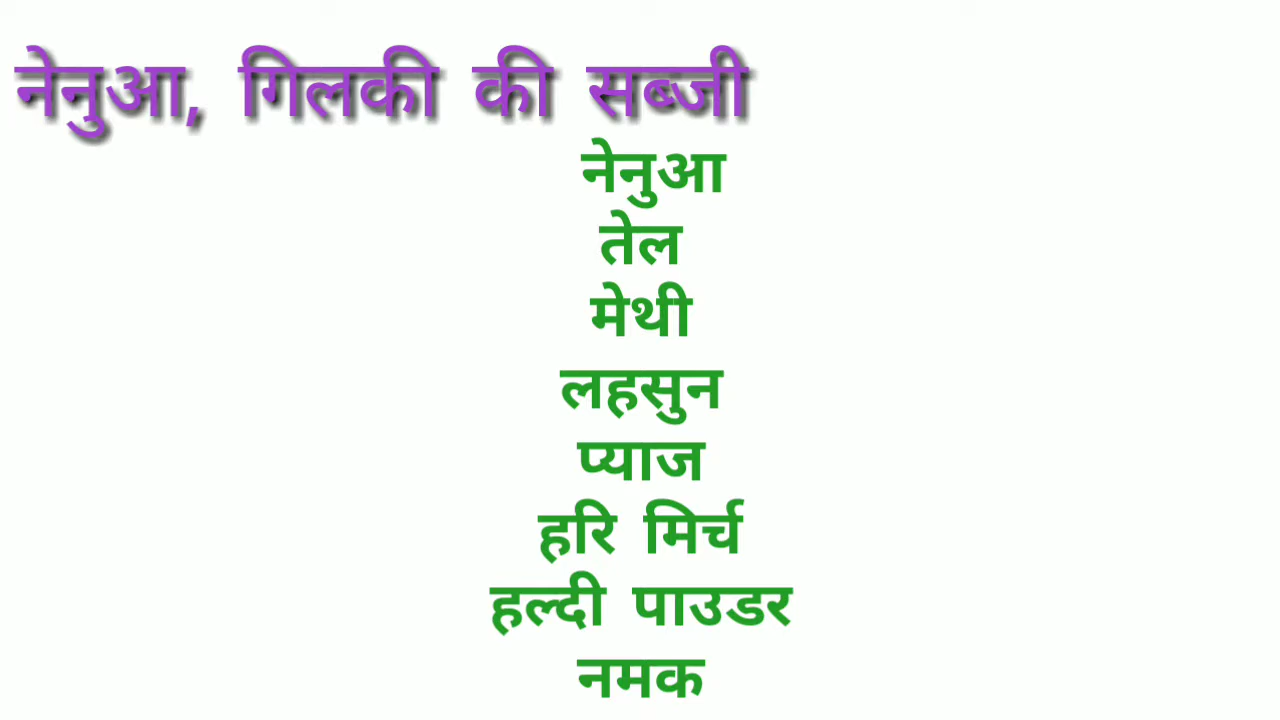 नेनुआ, गिलकी की सब्जी
नेनुआ
तेल
मेथी
लहसुन
प्याज
हरि मिर्च
हल्दी पाउडर
नमक